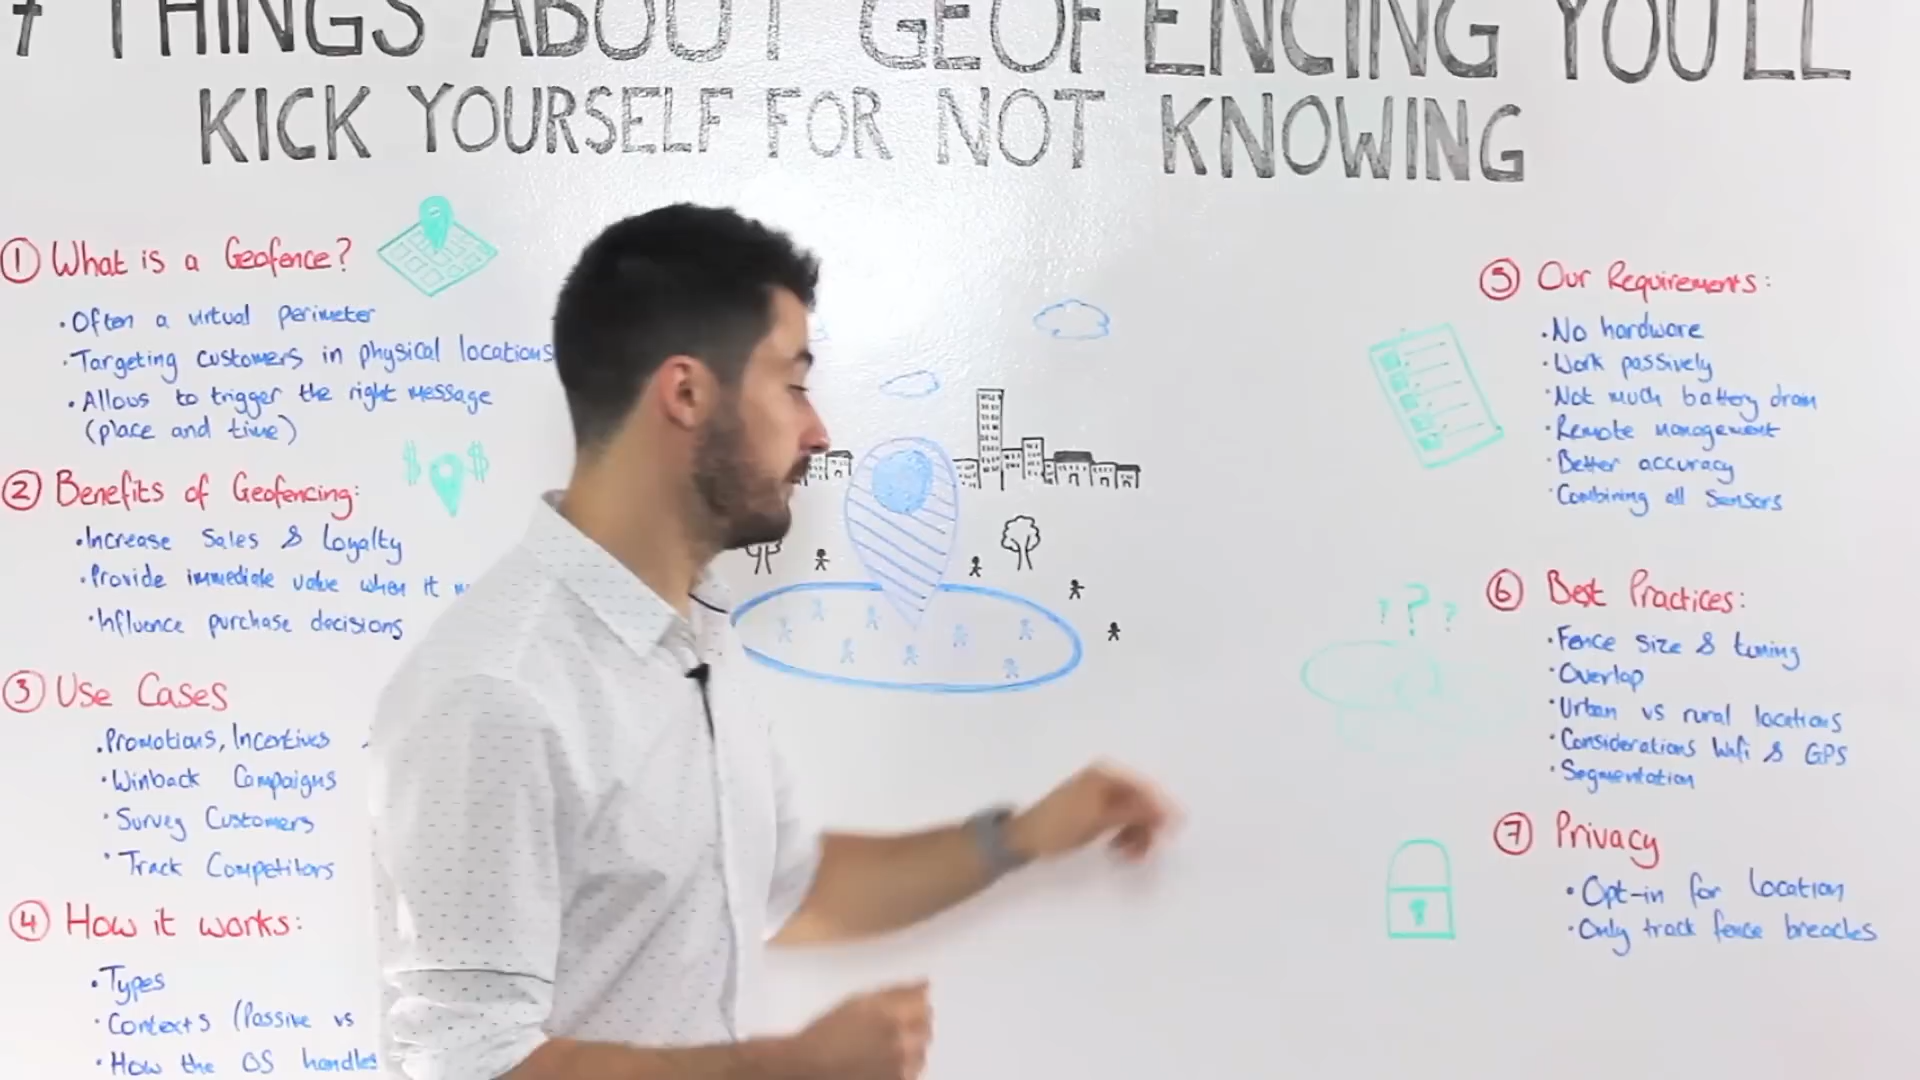 7 THINGS ABOUT GEOFENCING YOU'LL
KICK YOURSELF FOR NOT KNOWING
1 What is a Geofence?
• Often a virtual perimeter
• Targeting customers in physical locations
• Allows to trigger the right message
(place and time)
$ $
2 Benefits of Geofencing:
• Increase Sales & Loyalty
• Provide immediate value when it
• Influence purchase decisions
3 Use Cases
• Promotions, Incentives
• Winback Campaigns
• Survey Customers
• Track Competitors
4 How it works:
• Types
• Contexts (Passive vs
• How the OS handles
5 Our Requirements:
• No hardware
• Work passively
• Not much battery drain
• Remote management
• Better accuracy
• Combining all Sensors
? ? ?
6 Best Practices:
• Fence size & tuning
• Overlap
• Urban vs rural locations
• Considerations Wifi & GPS
• Segmentation
7 Privacy
• Opt-in for Location
• Only track fence breaches